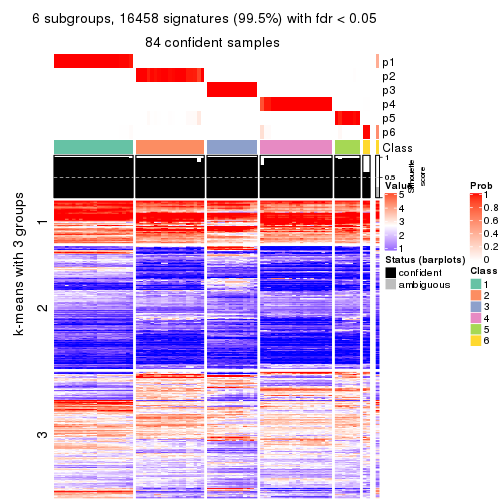 6 subgroups, 16458 signatures (99.5%) with fdr < 0.05
84 confident samples
p1
p2
p3
p4
p5
p6
Class
1
0.5
0
Silhouette
score
k-means with 3 groups
1
2
3
Value
5
4
3
2
1
Status (barplots)
confident
ambiguous
Prob
1
0.8
0.6
0.4
0.2
0
Class
1
2
3
4
5
6